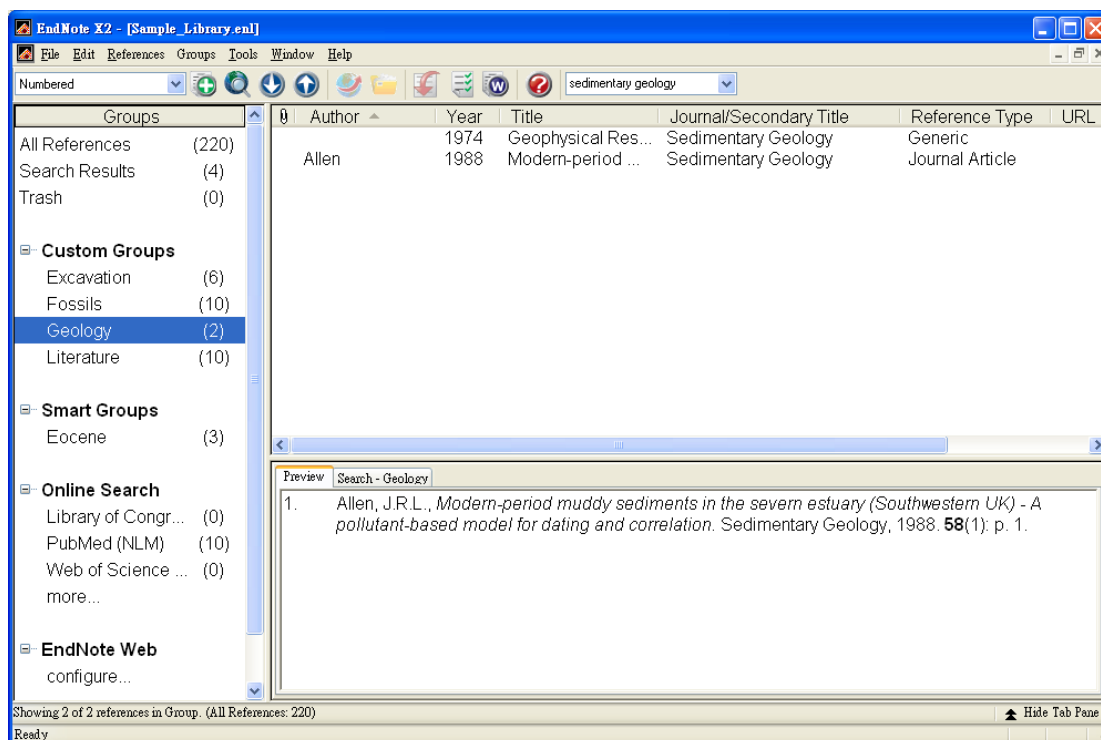 EndNote X2 - [Sample_Library.enl]
File Edit References Groups Tools Window Help
Numbered sedimentary geology
Groups
All References (220)
Search Results (4)
Trash (0)
Custom Groups
Excavation (6)
Fossils (10)
Geology (2)
Literature (10)
Smart Groups
Eocene (3)
Online Search
Library of Congr... (0)
PubMed (NLM) (10)
Web of Science ... (0)
more...
EndNote Web
configure...
Author Year Title Journal/Secondary Title Reference Type URL
1974 Geophysical Res... Sedimentary Geology Generic
Allen 1988 Modern-period ... Sedimentary Geology Journal Article
Preview Search - Geology
1. Allen, J.R.L., Modern-period muddy sediments in the severn estuary (Southwestern UK) - A
pollutant-based model for dating and correlation. Sedimentary Geology, 1988. 58(1): p. 1.
Showing 2 of 2 references in Group. (All References: 220) Hide Tab Pane
Ready